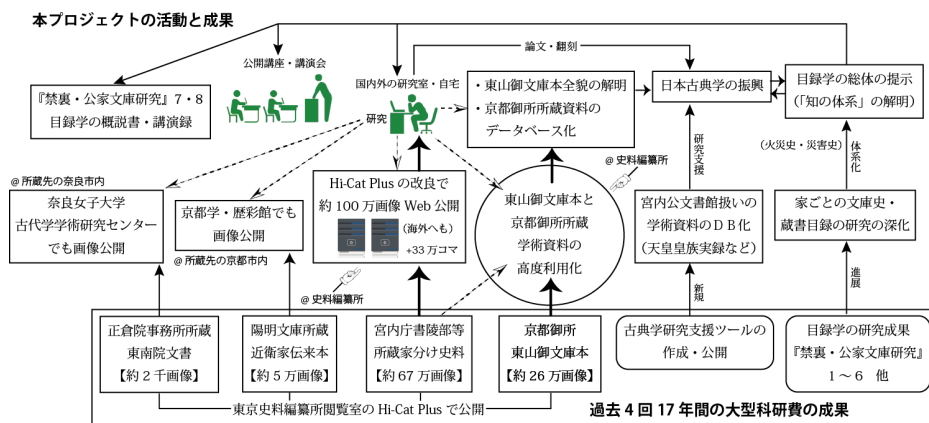 本プロジェクトの活動と成果
公開講座・講演会
論文・翻刻
国内外の研究室・自宅
『禁裏・公家文庫研究』7・8
目録学の概説書・講演録
研究
・東山御文庫本全貌の解明
・京都御所所蔵資料の
データベース化
日本古典学の振興
目録学の総体の提示
(「知の体系」の解明)
@ 所蔵先の奈良市内
奈良女子大学
古代学学術研究センター
でも画像公開
京都学・歴彩館でも
画像公開
@ 所蔵先の京都市内
Hi-Cat Plus の改良で
約 100 万画像 Web 公開
(海外へも)
+33 万コマ
@ 史料編纂所
@ 史料編纂所
東山御文庫本と
京都御所所蔵
学術資料の
高度利用化
研究支援
宮内公文書館扱いの
学術資料のDB化
(天皇皇族実録など)
新規
(火災史・災害史)
体系化
家ごとの文庫史・
蔵書目録の研究の深化
進展
正倉院事務所所蔵
東南院文書
【約2千画像】
陽明文庫所蔵
近衞家伝来本
【約5万画像】
宮内庁書陵部等
所蔵家分け史料
【約 67 万画像】
京都御所
東山御文庫本
【約 26 万画像】
古典学研究支援ツールの
作成・公開
目録学の研究成果
『禁裏・公家文庫研究』
1〜6 他
東京史料編纂所閲覧室の Hi-Cat Plus で公開
過去 4 回 17 年間の大型科研費の成果